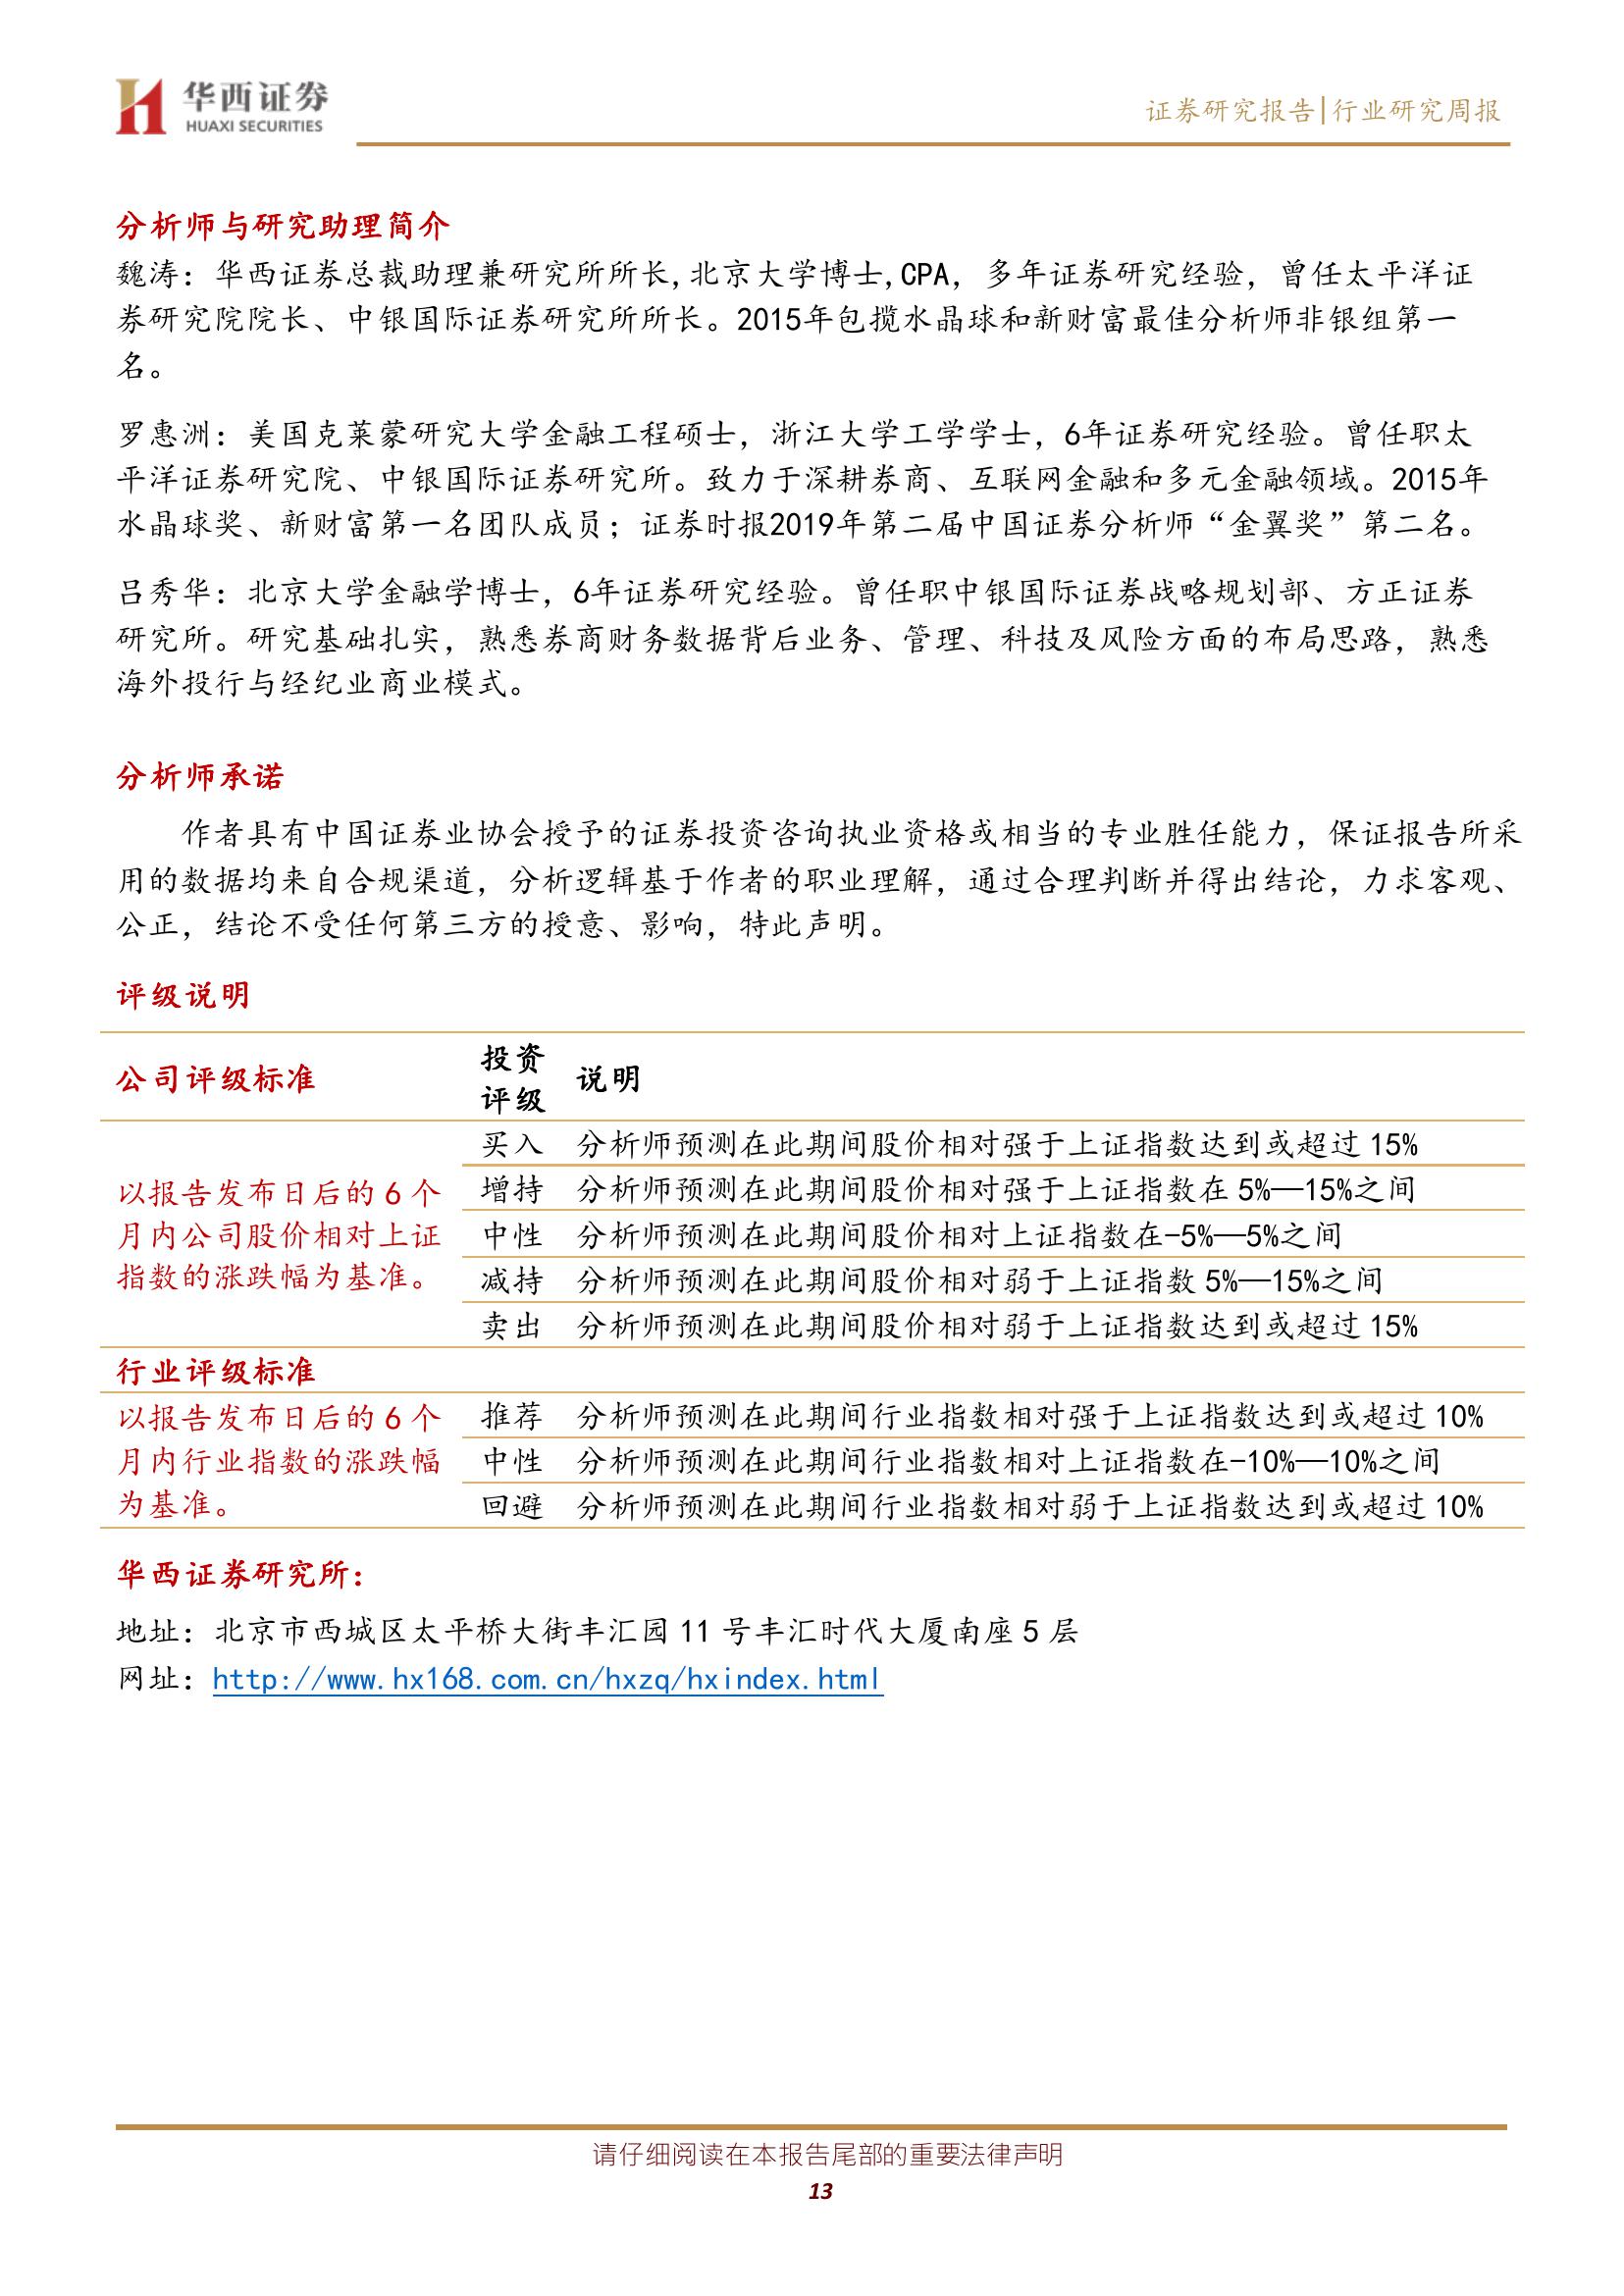 华西证券
HUAXI SECURITIES
证券研究报告|行业研究周报
分析师与研究助理简介
魏涛：华西证券总裁助理兼研究所所长,北京大学博士,CPA，多年证券研究经验，曾任太平洋证
券研究院院长、中银国际证券研究所所长。2015年包揽水晶球和新财富最佳分析师非银组第一
名。
罗惠洲：美国克莱蒙研究大学金融工程硕士，浙江大学工学学士，6年证券研究经验。曾任职太
平洋证券研究院、中银国际证券研究所。致力于深耕券商、互联网金融和多元金融领域。2015年
水晶球奖、新财富第一名团队成员；证券时报2019年第二届中国证券分析师“金翼奖”第二名。
吕秀华：北京大学金融学博士，6年证券研究经验。曾任职中银国际证券战略规划部、方正证券
研究所。研究基础扎实，熟悉券商财务数据背后业务、管理、科技及风险方面的布局思路，熟悉
海外投行与经纪业商业模式。
分析师承诺
作者具有中国证券业协会授予的证券投资咨询执业资格或相当的专业胜任能力，保证报告所采
用的数据均来自合规渠道，分析逻辑基于作者的职业理解，通过合理判断并得出结论，力求客观、
公正，结论不受任何第三方的授意、影响，特此声明。
评级说明
公司评级标准 投资评级 说明
以报告发布日后的 6 个
月内公司股价相对上证
指数的涨跌幅为基准。
买入 分析师预测在此期间股价相对强于上证指数达到或超过 15%
增持 分析师预测在此期间股价相对强于上证指数在 5%—15%之间
中性 分析师预测在此期间股价相对上证指数在-5%—5%之间
减持 分析师预测在此期间股价相对弱于上证指数 5%—15%之间
卖出 分析师预测在此期间股价相对弱于上证指数达到或超过 15%
行业评级标准
以报告发布日后的 6 个
月内行业指数的涨跌幅
为基准。
推荐 分析师预测在此期间行业指数相对强于上证指数达到或超过 10%
中性 分析师预测在此期间行业指数相对上证指数在-10%—10%之间
回避 分析师预测在此期间行业指数相对弱于上证指数达到或超过 10%
华西证券研究所：
地址：北京市西城区太平桥大街丰汇园 11 号丰汇时代大厦南座 5 层
网址：http://www.hx168.com.cn/hxzq/hxindex.html
请仔细阅读在本报告尾部的重要法律声明
13